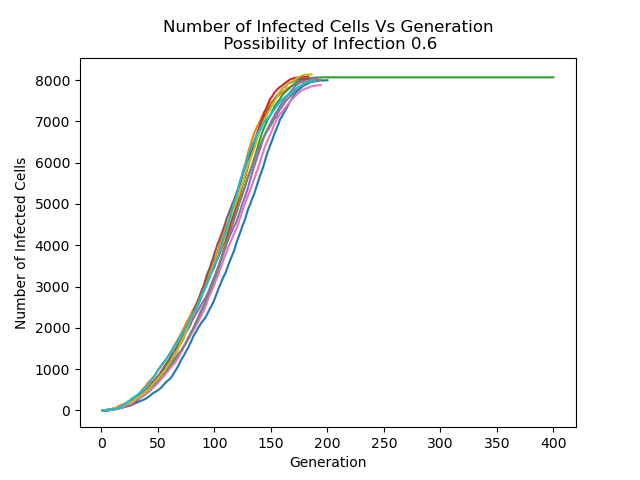 Number of Infected Cells Vs Generation
Possibility of Infection 0.6
8000
7000
6000
5000
4000
3000
2000
1000
0
Number of Infected Cells
0 50 100 150 200 250 300 350 400
Generation